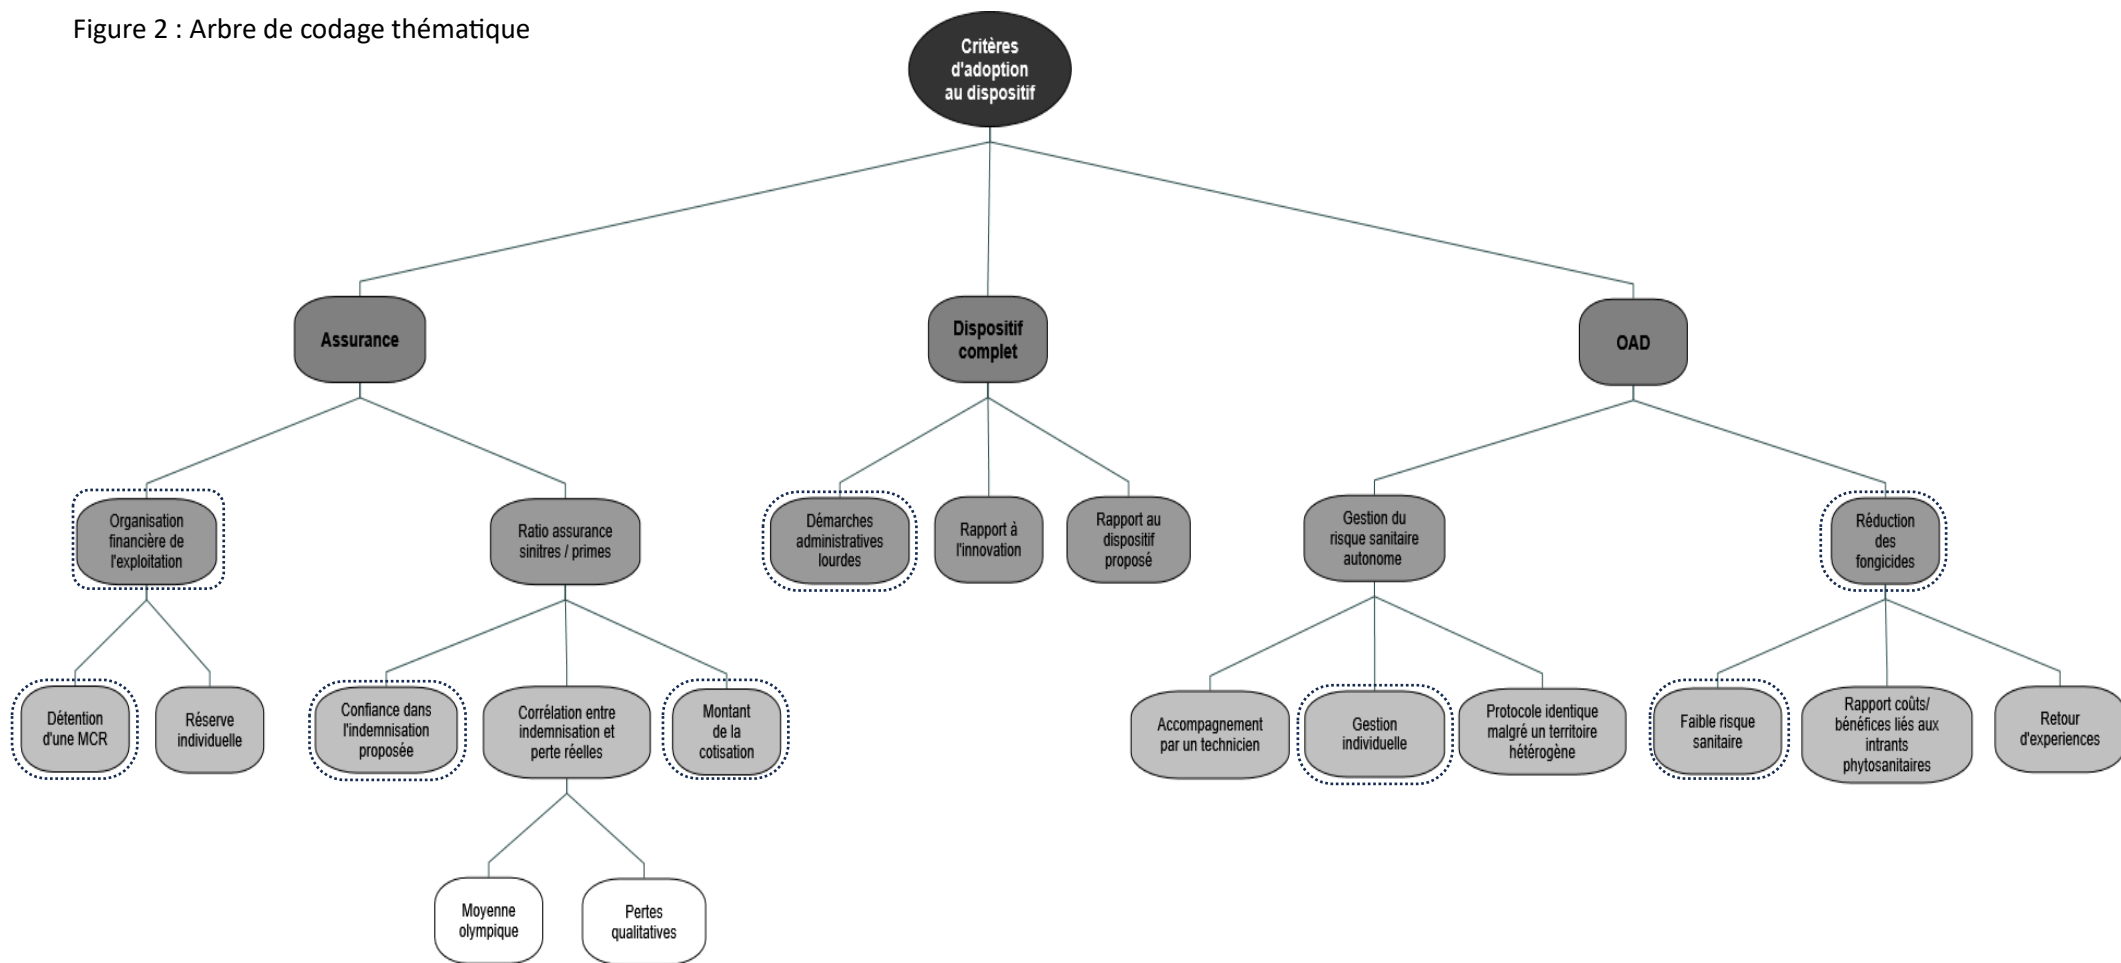 Figure 2 : Arbre de codage thématique
Critères
d'adoption
au dispositif
Assurance
Dispositif
complet
OAD
Organisation
financière de
l'exploitation
Ratio assurance
sinitres / primes
Démarches
administratives
lourdes
Rapport à
l'innovation
Rapport au
dispositif
proposé
Gestion du
risque sanitaire
autonome
Réduction
des
fongicides
Détention
d'une MCR
Réserve
individuelle
Confiance dans
l'indemnisation
proposée
Corrélation entre
indemnisation et
perte réelles
Montant
de la
cotisation
Accompagnement
par un technicien
Gestion
individuelle
Protocole identique
malgré un territoire
hétérogène
Faible risque
sanitaire
Rapport coûts/
bénéfices liés aux
intrants
phytosanitaires
Retour
d'experiences
Moyenne
olympique
Pertes
qualitatives